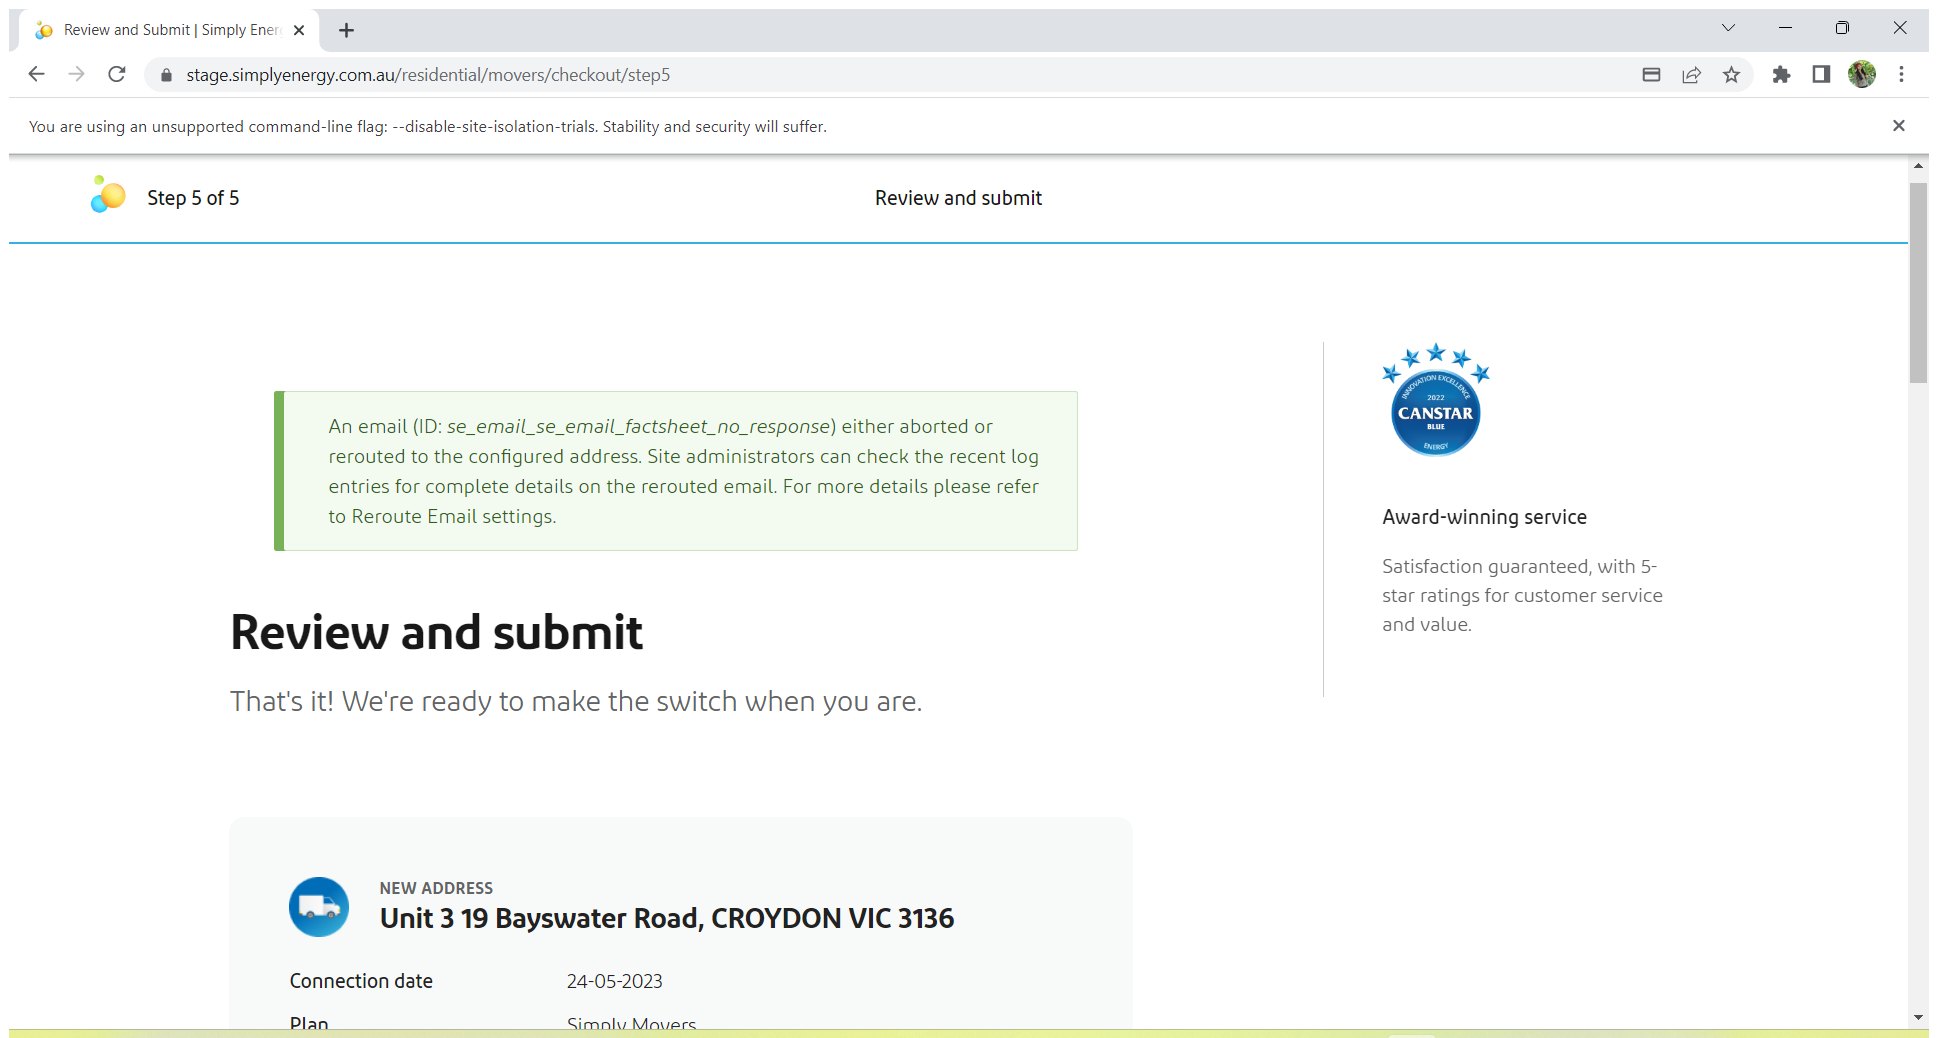 Review and Submit | Simply Ener
stage.simplyenergy.com.au/residential/movers/checkout/step5
You are using an unsupported command-line flag: --disable-site-isolation-trials. Stability and security will suffer.
Step 5 of 5
Review and submit
An email (ID: se_email_se_email_factsheet_no_response) either aborted or
rerouted to the configured address. Site administrators can check the recent log
entries for complete details on the rerouted email. For more details please refer
to Reroute Email settings.
INNOVATION EXCELLENCE
2022
CANSTAR
BLUE
ENERGY
Award-winning service
Satisfaction guaranteed, with 5-
star ratings for customer service
and value.
Review and submit
That's it! We're ready to make the switch when you are.
NEW ADDRESS
Unit 3 19 Bayswater Road, CROYDON VIC 3136
Connection date 24-05-2023
Plan Simply Movers